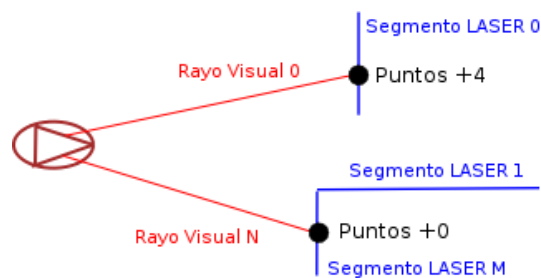 Segmento LASER 0
Rayo Visual 0
Puntos +4
Segmento LASER 1
Rayo Visual N
Puntos +0
Segmento LASER M